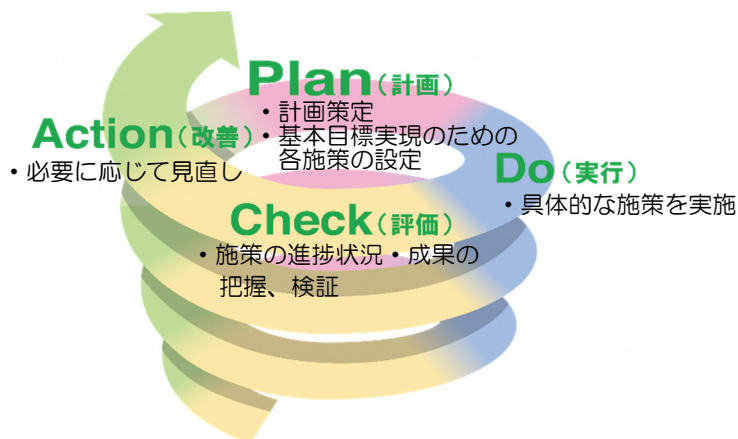 Plan(計画)
・計画策定
・基本目標実現のための
各施策の設定
Do(実行)
・具体的な施策を実施
Check(評価)
・施策の進捗状況・成果の
把握、検証
Action(改善)
・必要に応じて見直し